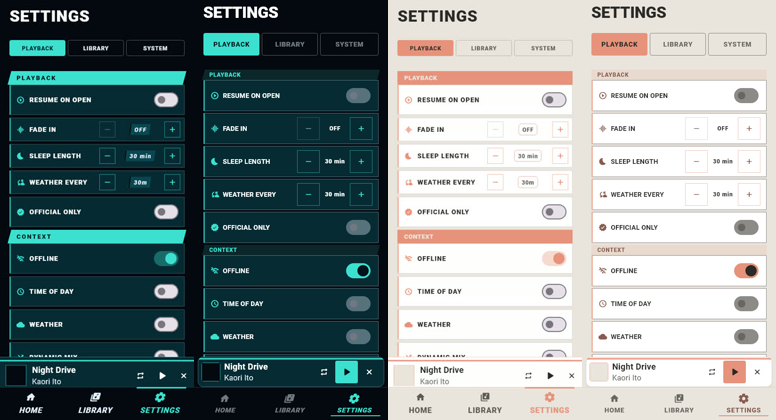 SETTINGS
PLAYBACK
LIBRARY
SYSTEM
PLAYBACK
RESUME ON OPEN
FADE IN
− OFF +
SLEEP LENGTH
− 30 min +
WEATHER EVERY
− 30m +
OFFICIAL ONLY
CONTEXT
OFFLINE
TIME OF DAY
WEATHER
DYNAMIC MIX
Night Drive
Kaori Ito
HOME
LIBRARY
SETTINGS
SETTINGS
PLAYBACK
LIBRARY
SYSTEM
PLAYBACK
RESUME ON OPEN
FADE IN
− OFF +
SLEEP LENGTH
− 30 min +
WEATHER EVERY
− 30 min +
OFFICIAL ONLY
CONTEXT
OFFLINE
TIME OF DAY
WEATHER
Night Drive
Kaori Ito
HOME
LIBRARY
SETTINGS
SETTINGS
PLAYBACK
LIBRARY
SYSTEM
PLAYBACK
RESUME ON OPEN
FADE IN
− OFF +
SLEEP LENGTH
− 30 min +
WEATHER EVERY
− 30m +
OFFICIAL ONLY
CONTEXT
OFFLINE
TIME OF DAY
WEATHER
DYNAMIC MIX
Night Drive
Kaori Ito
HOME
LIBRARY
SETTINGS
SETTINGS
PLAYBACK
LIBRARY
SYSTEM
PLAYBACK
RESUME ON OPEN
FADE IN
− OFF +
SLEEP LENGTH
− 30 min +
WEATHER EVERY
− 30 min +
OFFICIAL ONLY
CONTEXT
OFFLINE
TIME OF DAY
WEATHER
Night Drive
Kaori Ito
HOME
LIBRARY
SETTINGS